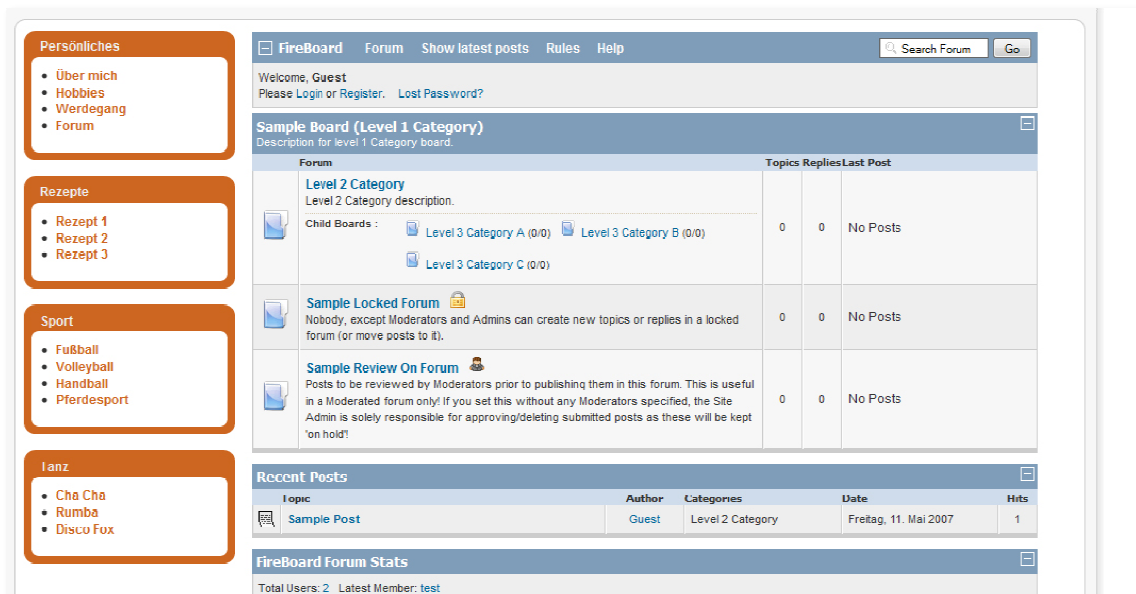 Persönliches
Über mich
Hobbies
Werdegang
Forum
Rezepte
Rezept 1
Rezept 2
Rezept 3
Sport
Fußball
Volleyball
Handball
Pferdesport
Tanz
Cha Cha
Rumba
Disco Fox
FireBoard Forum Show latest posts Rules Help Search Forum Go
Welcome, Guest
Please Login or Register. Lost Password?
Sample Board (Level 1 Category)
Description for level 1 Category board.
Forum Topics Replies Last Post
Level 2 Category
Level 2 Category description.
Child Boards : Level 3 Category A (0/0) Level 3 Category B (0/0)
Level 3 Category C (0/0)
0 0 No Posts
Sample Locked Forum
Nobody, except Moderators and Admins can create new topics or replies in a locked
forum (or move posts to it).
0 0 No Posts
Sample Review On Forum
Posts to be reviewed by Moderators prior to publishing them in this forum. This is useful
in a Moderated forum only! If you set this without any Moderators specified, the Site
Admin is solely responsible for approving/deleting submitted posts as these will be kept
'on hold'!
0 0 No Posts
Recent Posts
Topic Author Categories Date Hits
Sample Post Guest Level 2 Category Freitag, 11. Mai 2007 1
FireBoard Forum Stats
Total Users: 2 Latest Member: test